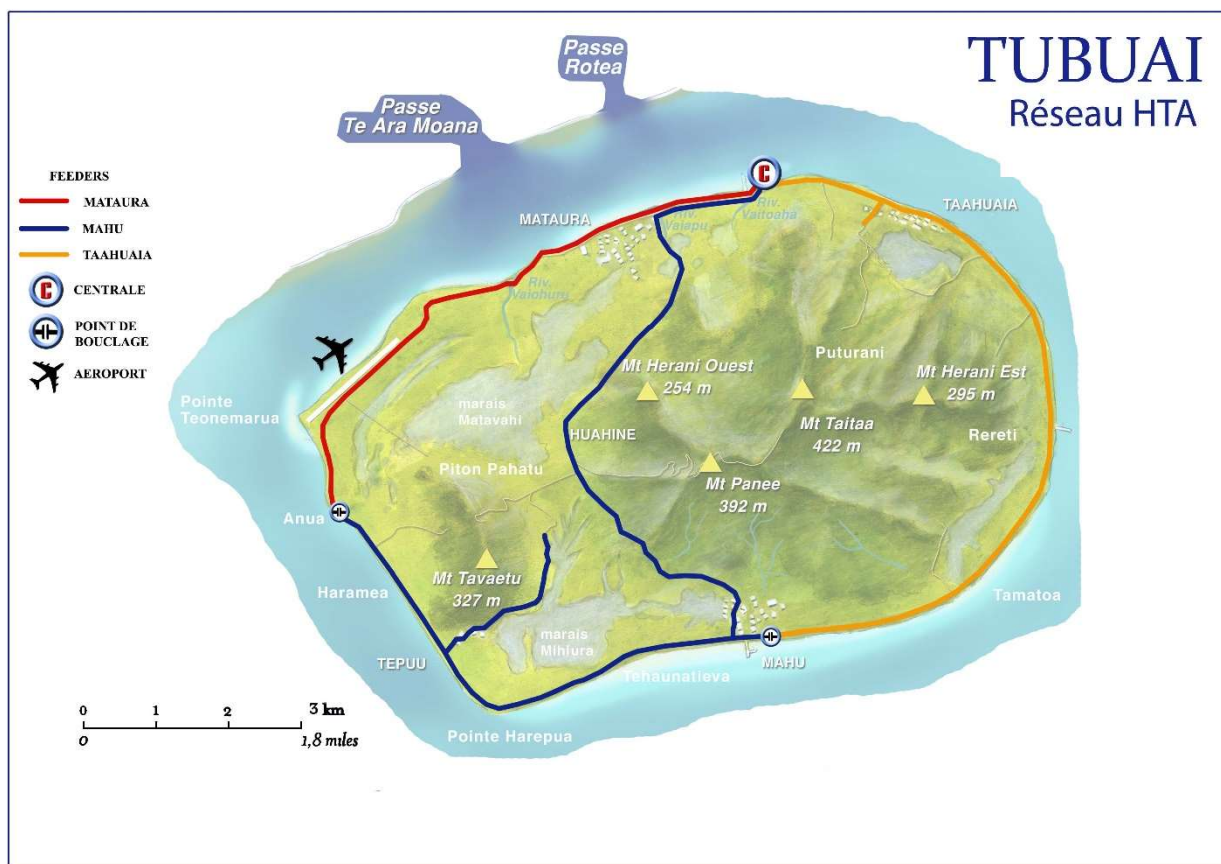 TUBUAI
Réseau HTA
Passe
Rotea
Passe
Te Ara Moana
FEEDERS
MATAURA
MAHU
TAAHUAIA
C
CENTRALE
POINT DE
BOUCLAGE
AEROPORT
C
MATAURA
Riv.
Vaiapu
Riv.
Vaitoaha
TAAHUAIA
Riv.
Vaiohuru
Pointe
Teonemarua
Puturani
Mt Herani Ouest
254 m
Mt Herani Est
295 m
marais
Matavahi
Mt Taitaa
422 m
HUAHINE
Rereti
Piton Pahatu
Mt Panee
392 m
Anua
Mt Tavaetu
327 m
Haramea
Tamatoa
marais
Mihiura
TEPUU
MAHU
Tehaunatieva
Pointe Harepua
0 1 2 3 km
0 1,8 miles